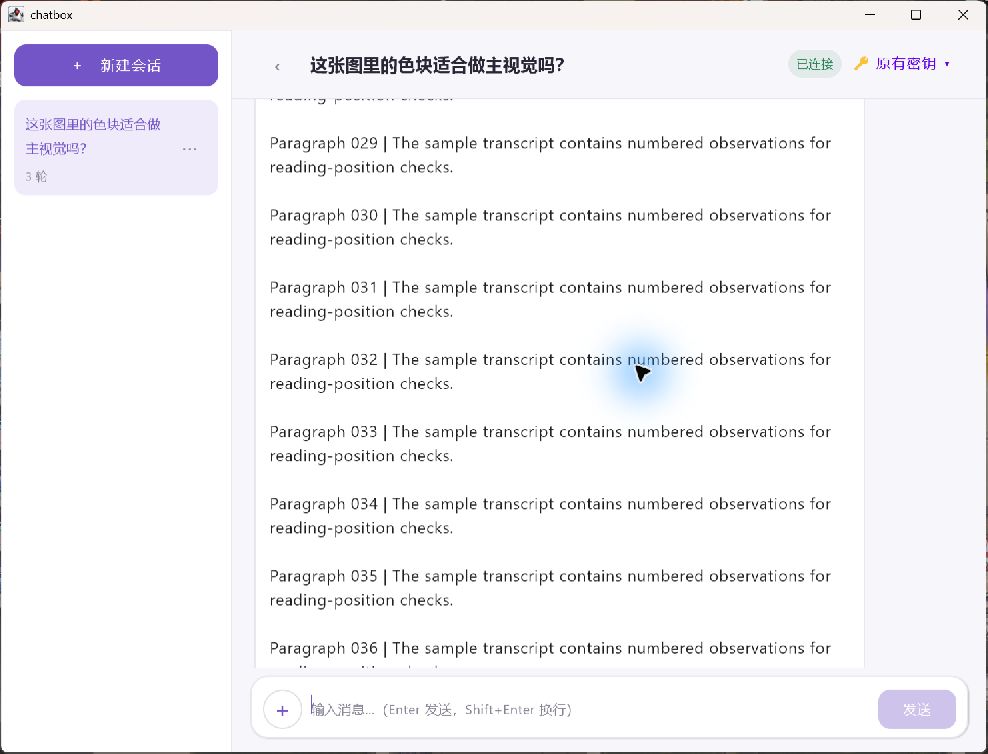 chatbox
+ 新建会话
这张图里的色块适合做
主视觉吗?
...
3 轮
‹
这张图里的色块适合做主视觉吗?
已连接
原有密钥 ▾
reading-position checks.
Paragraph 029 | The sample transcript contains numbered observations for
reading-position checks.
Paragraph 030 | The sample transcript contains numbered observations for
reading-position checks.
Paragraph 031 | The sample transcript contains numbered observations for
reading-position checks.
Paragraph 032 | The sample transcript contains numbered observations for
reading-position checks.
Paragraph 033 | The sample transcript contains numbered observations for
reading-position checks.
Paragraph 034 | The sample transcript contains numbered observations for
reading-position checks.
Paragraph 035 | The sample transcript contains numbered observations for
reading-position checks.
Paragraph 036 | The sample transcript contains numbered observations for
+
输入消息... (Enter 发送, Shift+Enter 换行)
发送